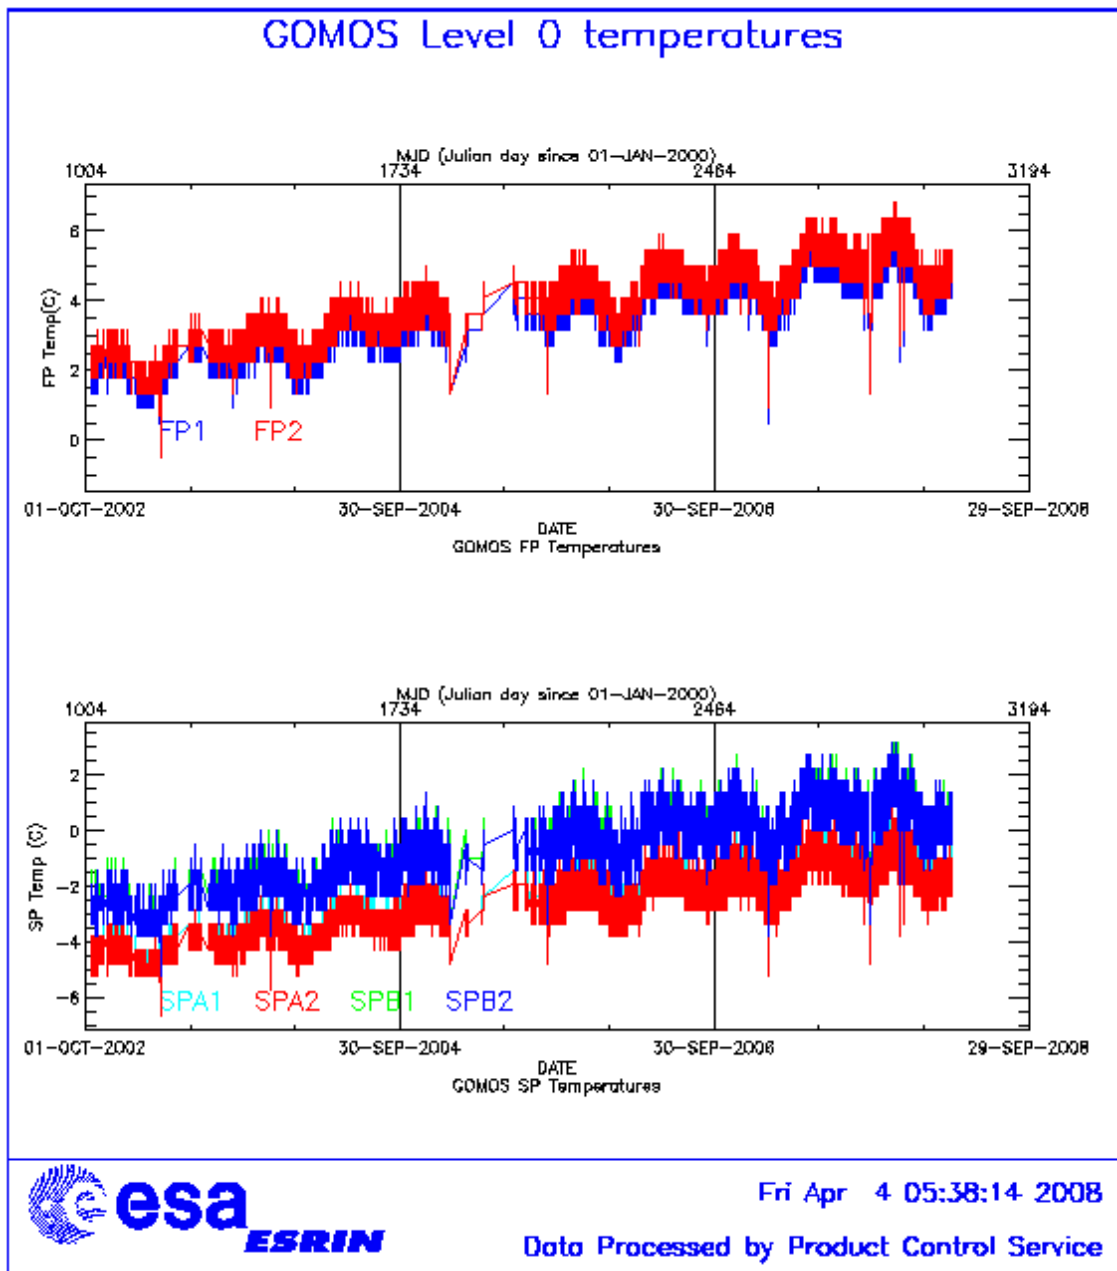 GOMOS Level 0 temperatures
MJD (Julian day since 01-JAN-2000)
1004 1734 2464 3194
6
4
2
0
FP Temp(C)
FP1 FP2
01-OCT-2002 30-SEP-2004 30-SEP-2006 29-SEP-2008
DATE
GOMOS FP Temperatures
MJD (Julian day since 01-JAN-2000)
1004 1734 2464 3194
2
0
-2
-4
-6
SP Temp (C)
SPA1 SPA2 SPB1 SPB2
01-OCT-2002 30-SEP-2004 30-SEP-2006 29-SEP-2008
DATE
GOMOS SP Temperatures
esa
ESRIN
Fri Apr 4 05:38:14 2008
Data Processed by Product Control Service